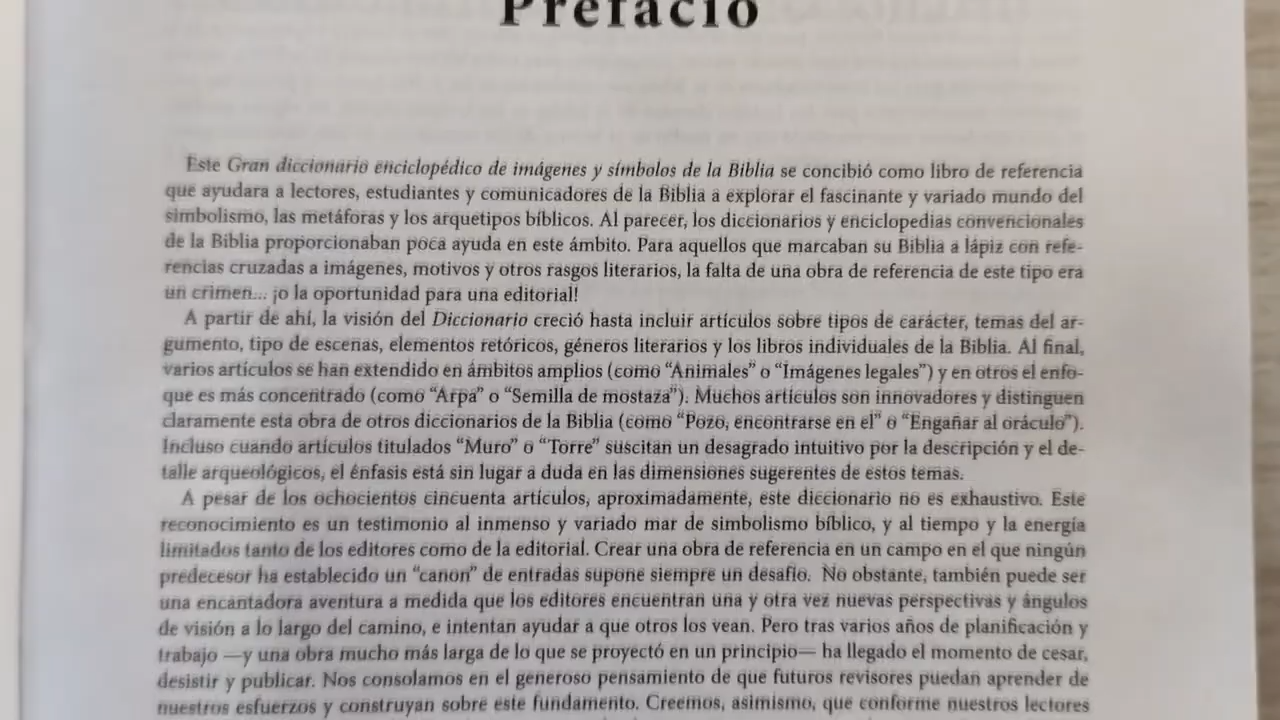 Prefacio
Este Gran diccionario enciclopédico de imágenes y símbolos de la Biblia se concibió como libro de referencia
que ayudara a lectores, estudiantes y comunicadores de la Biblia a explorar el fascinante y variado mundo del
simbolismo, las metáforas y los arquetipos bíblicos. Al parecer, los diccionarios y enciclopedias convencionales
de la Biblia proporcionaban poca ayuda en este ámbito. Para aquellos que marcaban su Biblia a lápiz con refe-
rencias cruzadas a imágenes, motivos y otros rasgos literarios, la falta de una obra de referencia de este tipo era
un crimen... ¡o la oportunidad para una editorial!
A partir de ahí, la visión del Diccionario creció hasta incluir artículos sobre tipos de carácter, temas del ar-
gumento, tipo de escenas, elementos retóricos, géneros literarios y los libros individuales de la Biblia. Al final,
varios artículos se han extendido en ámbitos amplios (como “Animales” o “Imágenes legales”) y en otros el enfo-
que es más concentrado (como “Arpa” o “Semilla de mostaza”). Muchos artículos son innovadores y distinguen
claramente esta obra de otros diccionarios de la Biblia (como “Pozo, encontrarse en el” o “Engañar al oráculo”).
Incluso cuando artículos titulados “Muro” o “Torre” suscitan un desagrado intuitivo por la descripción y el de-
talle arqueológicos, el énfasis está sin lugar a duda en las dimensiones sugerentes de estos temas.
A pesar de los ochocientos cincuenta artículos, aproximadamente, este diccionario no es exhaustivo. Este
reconocimiento es un testimonio al inmenso y variado mar de simbolismo bíblico, y al tiempo y la energía
limitados tanto de los editores como de la editorial. Crear una obra de referencia en un campo en el que ningún
predecesor ha establecido un “canon” de entradas supone siempre un desafío. No obstante, también puede ser
una encantadora aventura a medida que los editores encuentran una y otra vez nuevas perspectivas y ángulos
de visión a lo largo del camino, e intentan ayudar a que otros los vean. Pero tras varios años de planificación y
trabajo —y una obra mucho más larga de lo que se proyectó en un principio— ha llegado el momento de cesar,
desistir y publicar. Nos consolamos en el generoso pensamiento de que futuros revisores puedan aprender de
nuestros esfuerzos y construyan sobre este fundamento. Creemos, asimismo, que conforme nuestros lectores